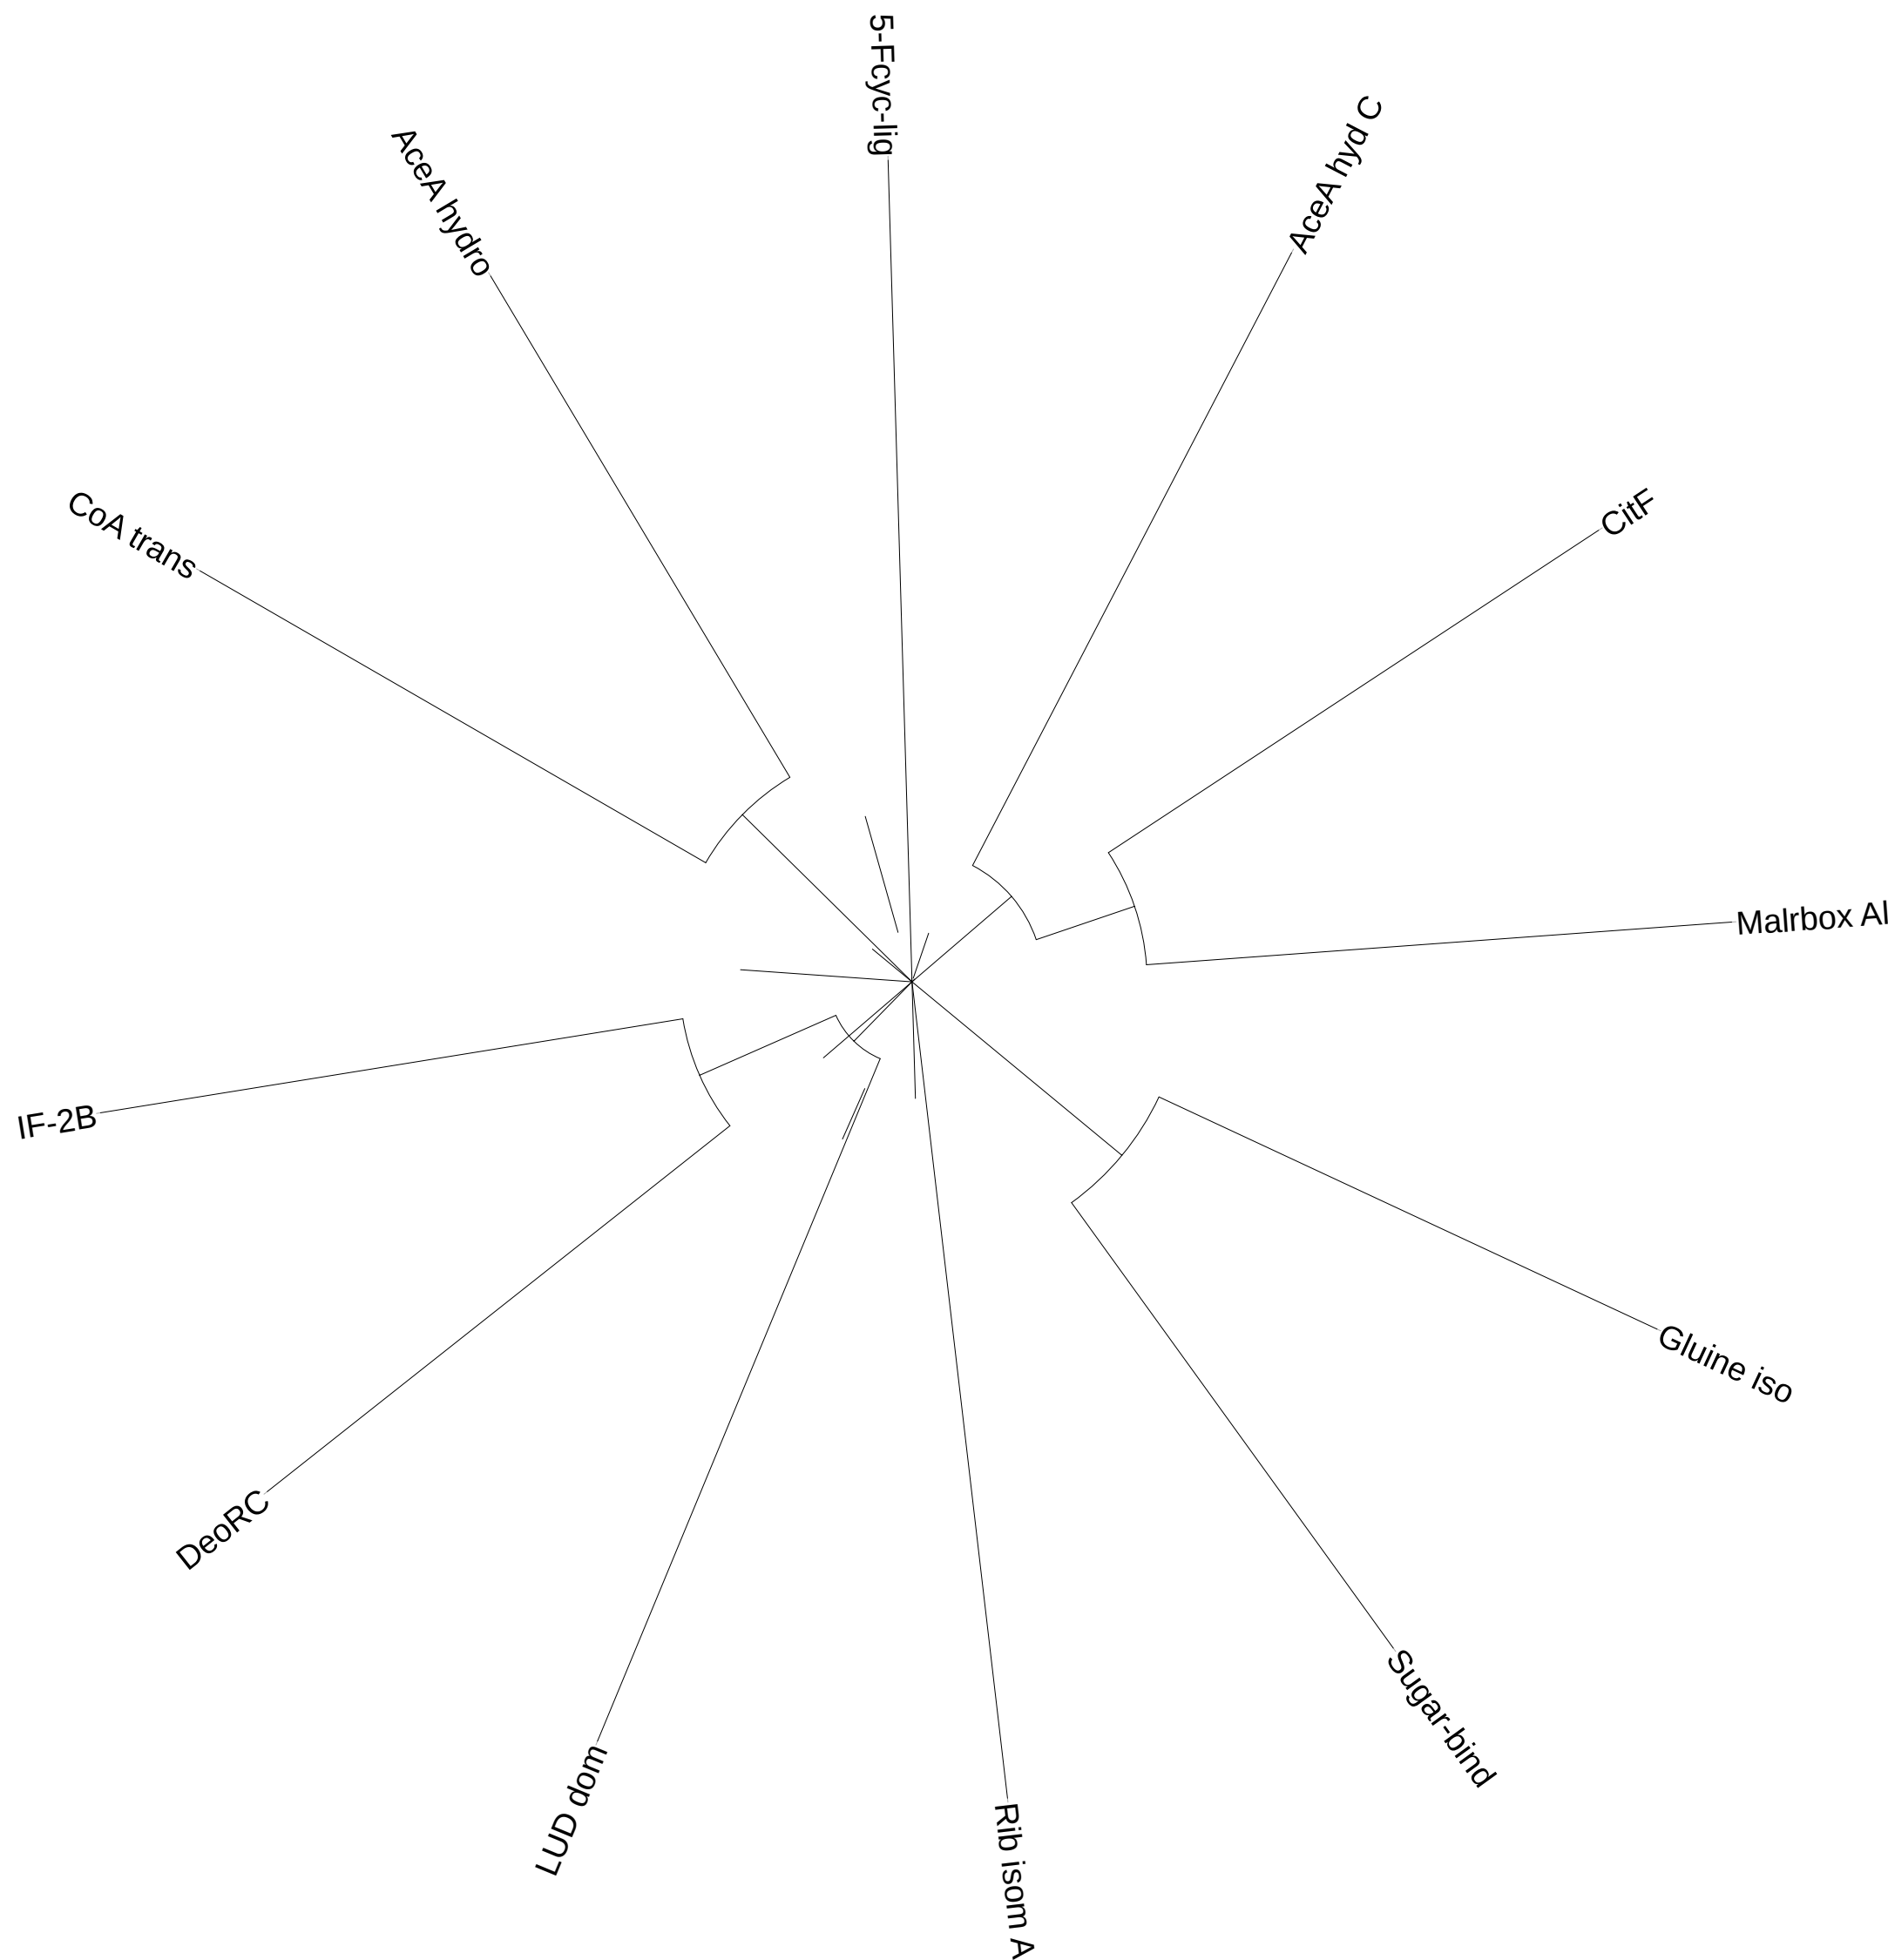 5-Fcyc-lig
AceA hyd C
AceA hydro
CitF
CoA trans
Malrbox Al
IF-2B
Gluine iso
DeoRC
Sugar-bind
LUD dom
Rib isom A